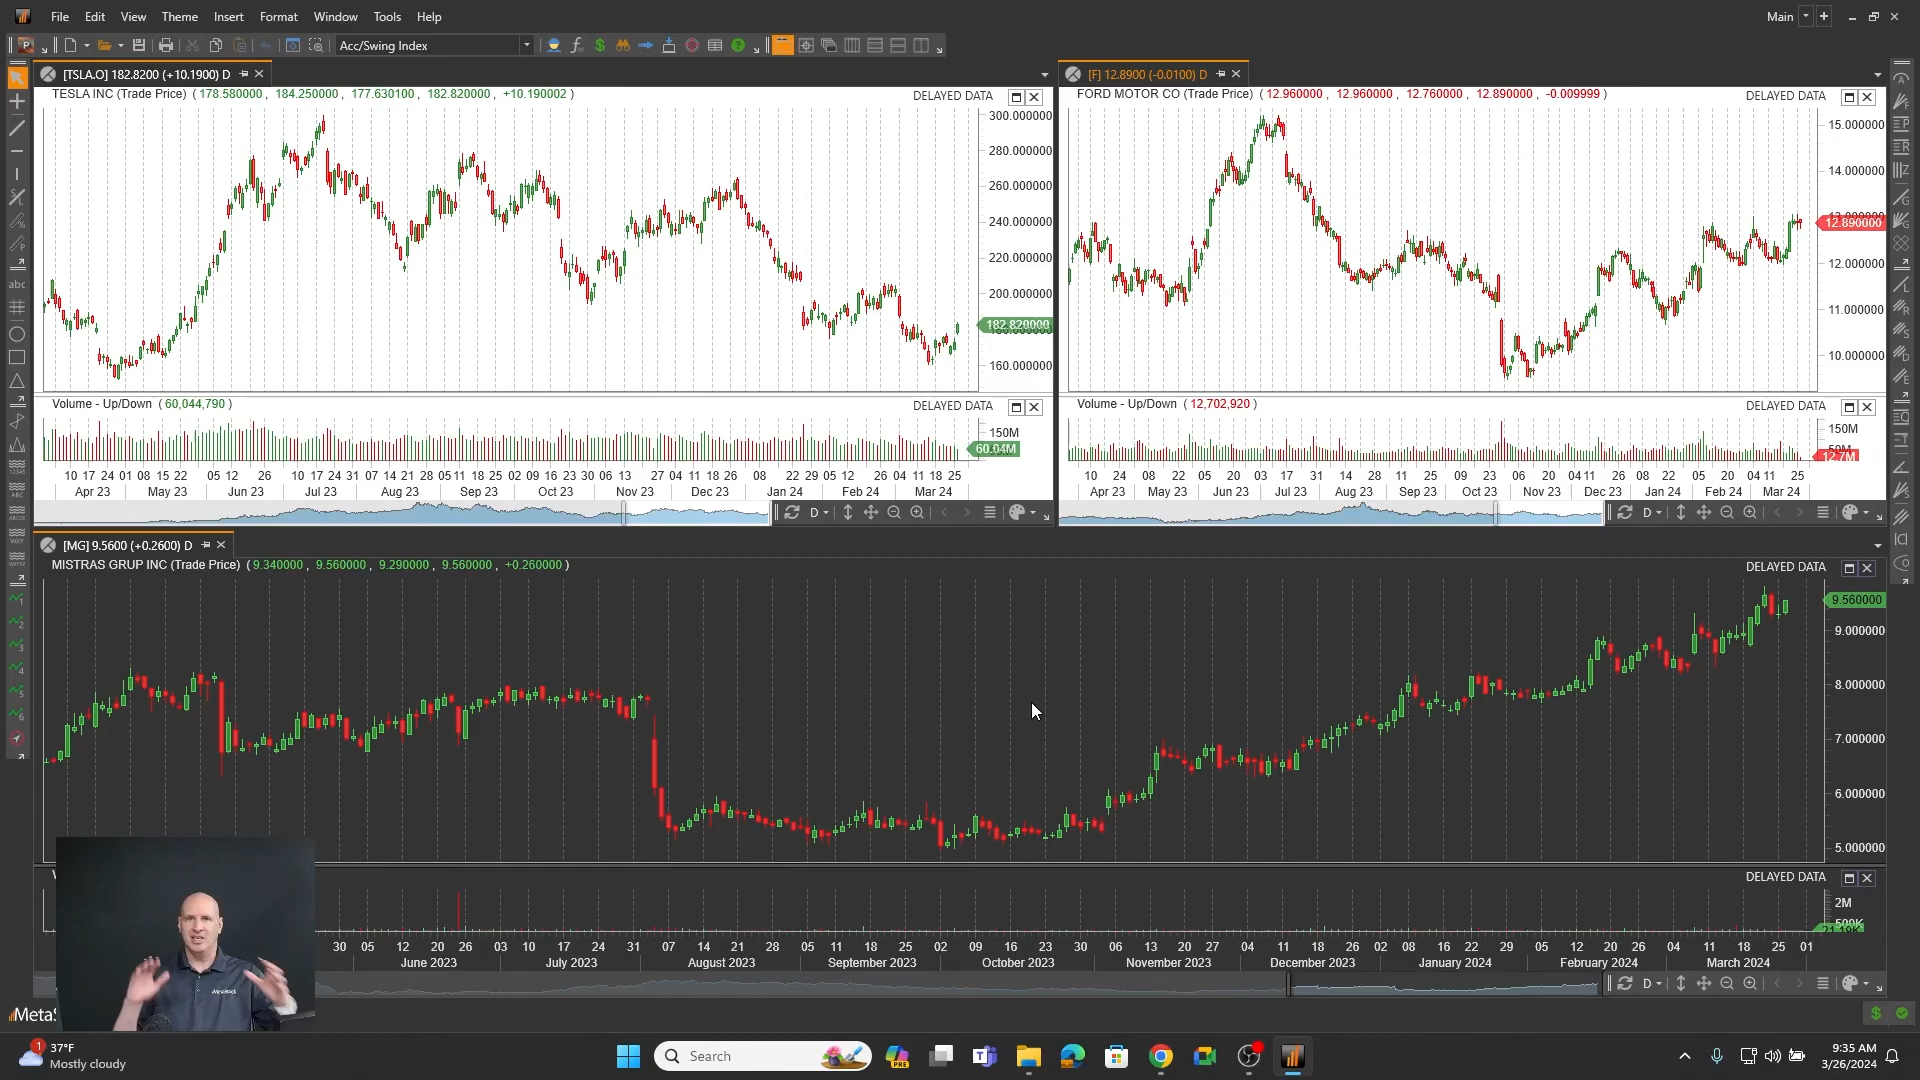 File Edit View Theme Insert Format Window Tools Help Main
Acc/Swing Index
[TSLA.O] 182.8200 (+10.1900) D
[F] 12.8900 (-0.0100) D
TESLA INC (Trade Price) ( 178.580000 , 184.250000 , 177.630100 , 182.820000 , +10.190002 ) DELAYED DATA
300.000000
280.000000
260.000000
240.000000
220.000000
200.000000
182.820000
160.000000
Volume - Up/Down ( 60,044,790 ) DELAYED DATA
150M
60.04M
10 17 24 01 08 15 22 05 12 26 10 17 24 31 07 14 21 28 05 11 18 25 02 09 16 23 30 06 13 27 04 11 18 26 08 22 29 05 12 26 04 11 18 25
Apr 23 May 23 Jun 23 Jul 23 Aug 23 Sep 23 Oct 23 Nov 23 Dec 23 Jan 24 Feb 24 Mar 24
D
FORD MOTOR CO (Trade Price) ( 12.960000 , 12.960000 , 12.760000 , 12.890000 , -0.009999 ) DELAYED DATA
15.000000
14.000000
13.000000
12.890000
12.000000
11.000000
10.000000
Volume - Up/Down ( 12,702,920 ) DELAYED DATA
150M
50M
12.7M
10 24 08 22 05 20 03 17 31 14 28 11 25 09 23 06 20 04 11 26 08 22 05 20 04 11 25
Apr 23 May 23 Jun 23 Jul 23 Aug 23 Sep 23 Oct 23 Nov 23 Dec 23 Jan 24 Feb 24 Mar 24
D
[MG] 9.5600 (+0.2600) D
MISTRAS GRUP INC (Trade Price) ( 9.340000 , 9.560000 , 9.290000 , 9.560000 , +0.260000 ) DELAYED DATA
9.560000
9.000000
8.000000
7.000000
6.000000
5.000000
DELAYED DATA
2M
500K
30 05 12 20 26 03 10 17 24 31 07 14 21 28 05 11 18 25 02 09 16 23 30 06 13 20 27 04 11 18 26 02 08 16 22 29 05 12 20 26 04 11 18 25 01
June 2023 July 2023 August 2023 September 2023 October 2023 November 2023 December 2023 January 2024 February 2024 March 2024
D
abc
MetaStock
MetaS
1
37°F
Mostly cloudy
Search
PRE
9:35 AM
3/26/2024